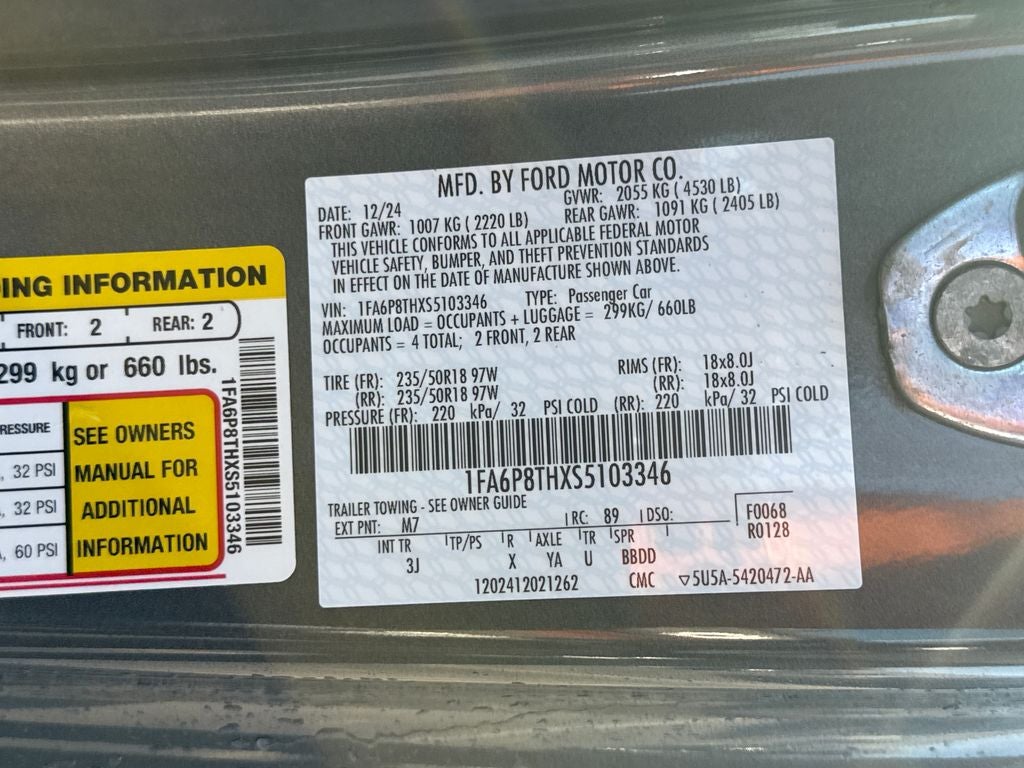 MFD. BY FORD MOTOR CO.
DATE: 12/24 GVWR: 2055 KG ( 4530 LB)
FRONT GAWR: 1007 KG ( 2220 LB) REAR GAWR: 1091 KG ( 2405 LB)
THIS VEHICLE CONFORMS TO ALL APPLICABLE FEDERAL MOTOR
VEHICLE SAFETY, BUMPER, AND THEFT PREVENTION STANDARDS
IN EFFECT ON THE DATE OF MANUFACTURE SHOWN ABOVE.
VIN: 1FA6P8THXS5103346 TYPE: Passenger Car
MAXIMUM LOAD = OCCUPANTS + LUGGAGE = 299KG/ 660LB
OCCUPANTS = 4 TOTAL; 2 FRONT, 2 REAR
TIRE (FR): 235/50R18 97W RIMS (FR): 18x8.0J
(RR): 235/50R18 97W (RR): 18x8.0J
PRESSURE (FR): 220 kPa/ 32 PSI COLD (RR): 220 kPa/ 32 PSI COLD
1FA6P8THXS5103346
TRAILER TOWING - SEE OWNER GUIDE
EXT PNT: M7 RC: 89 DSO: F0068
R0128
INT TR TP/PS R AXLE TR SPR
3J X YA U BBDD
1202412021262 CMC ▽5U5A-5420472-AA
ING INFORMATION
FRONT: 2 REAR: 2
299 kg or 660 lbs.
RESSURE
, 32 PSI
, 32 PSI
, 60 PSI
SEE OWNERS
MANUAL FOR
ADDITIONAL
INFORMATION
1FA6P8THXS5103346